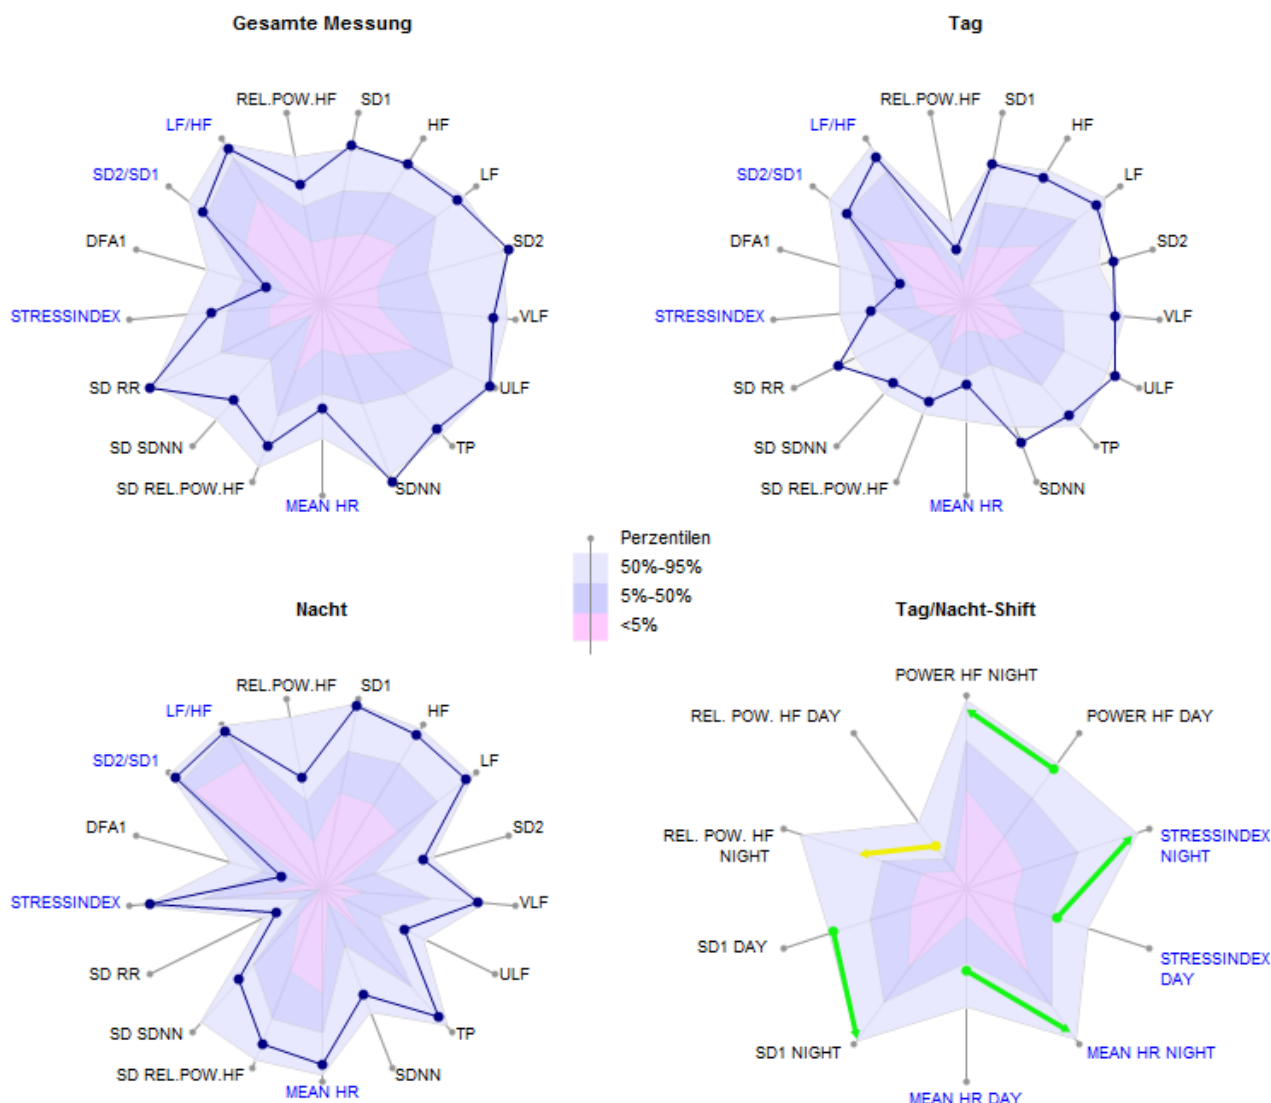 Gesamte Messung
REL.POW.HF
SD1
LF/HF
HF
SD2/SD1
LF
DFA1
SD2
STRESSINDEX
VLF
SD RR
ULF
SD SDNN
TP
SD REL.POW.HF
SDNN
MEAN HR
Tag
REL.POW.HF
SD1
LF/HF
HF
SD2/SD1
LF
DFA1
SD2
STRESSINDEX
VLF
SD RR
ULF
SD SDNN
TP
SD REL.POW.HF
SDNN
MEAN HR
Perzentilen
50%-95%
5%-50%
<5%
Nacht
REL.POW.HF
SD1
LF/HF
HF
SD2/SD1
LF
DFA1
SD2
STRESSINDEX
VLF
SD RR
ULF
SD SDNN
TP
SD REL.POW.HF
SDNN
MEAN HR
Tag/Nacht-Shift
POWER HF NIGHT
REL. POW. HF DAY
POWER HF DAY
REL. POW. HF
NIGHT
STRESSINDEX
NIGHT
SD1 DAY
STRESSINDEX
DAY
SD1 NIGHT
MEAN HR NIGHT
MEAN HR DAY